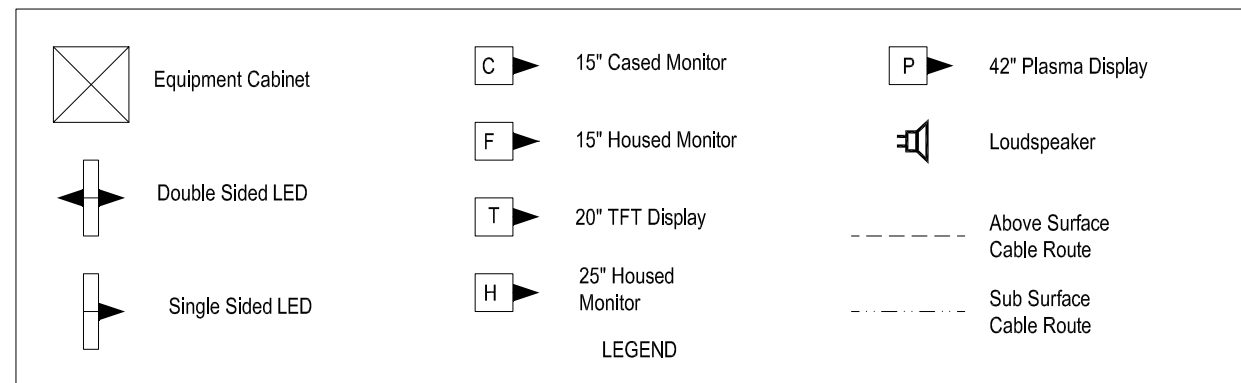 Equipment Cabinet
Double Sided LED
Single Sided LED
C 15" Cased Monitor
F 15" Housed Monitor
T 20" TFT Display
H 25" Housed
Monitor
LEGEND
P 42" Plasma Display
Loudspeaker
Above Surface
Cable Route
Sub Surface
Cable Route